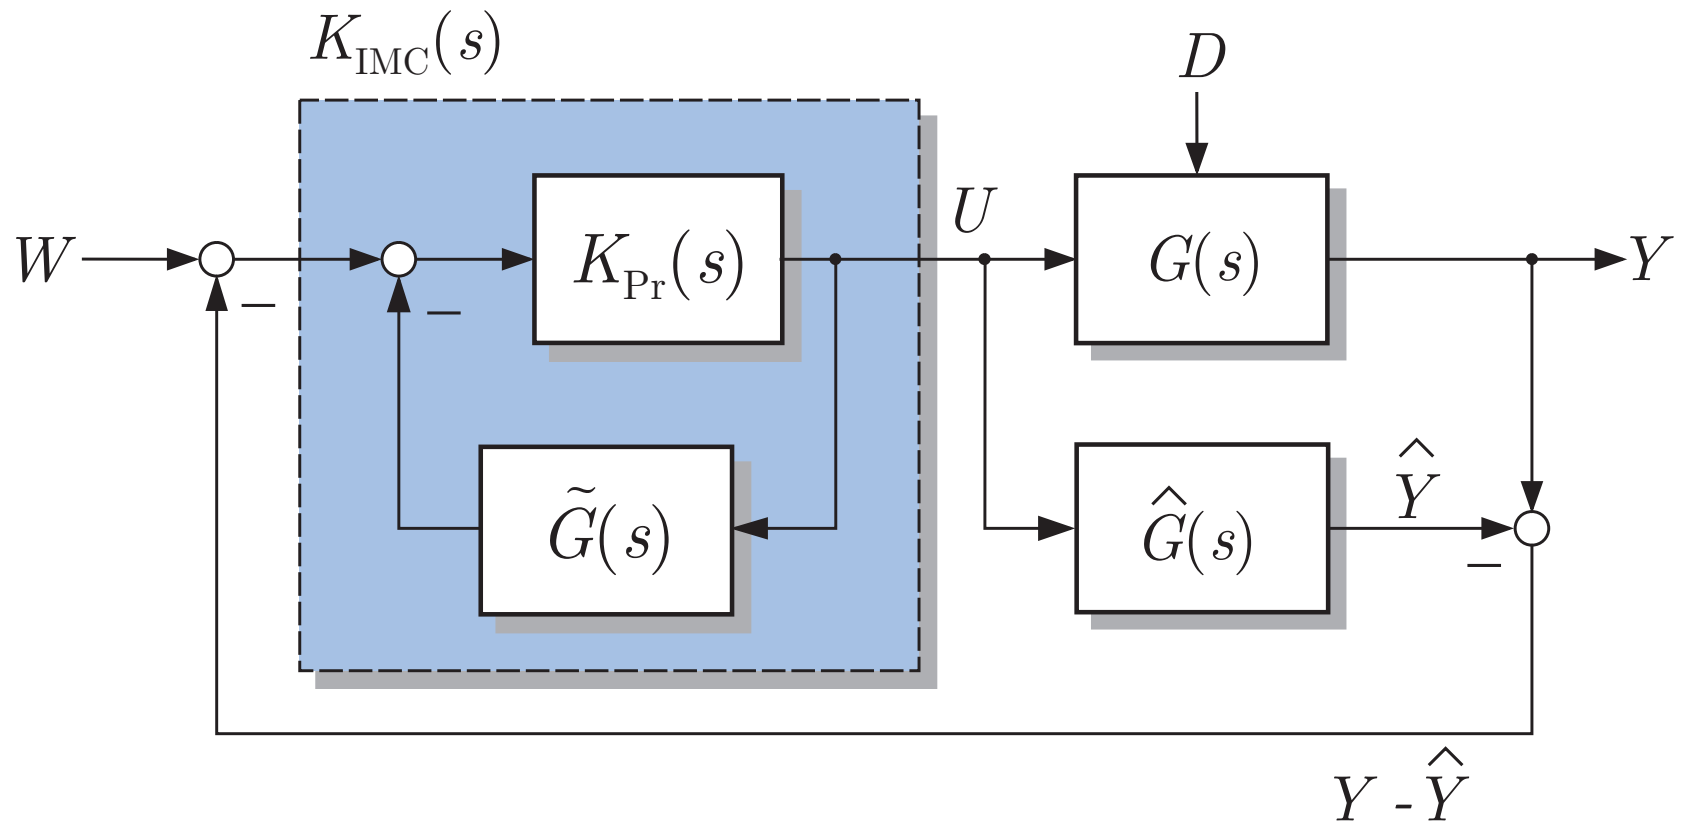 K_IMC(s)
D
W
−
−
K_Pr(s)
U
G(s)
Y
G̃(s)
Ĝ(s)
Ŷ
−
Y - Ŷ